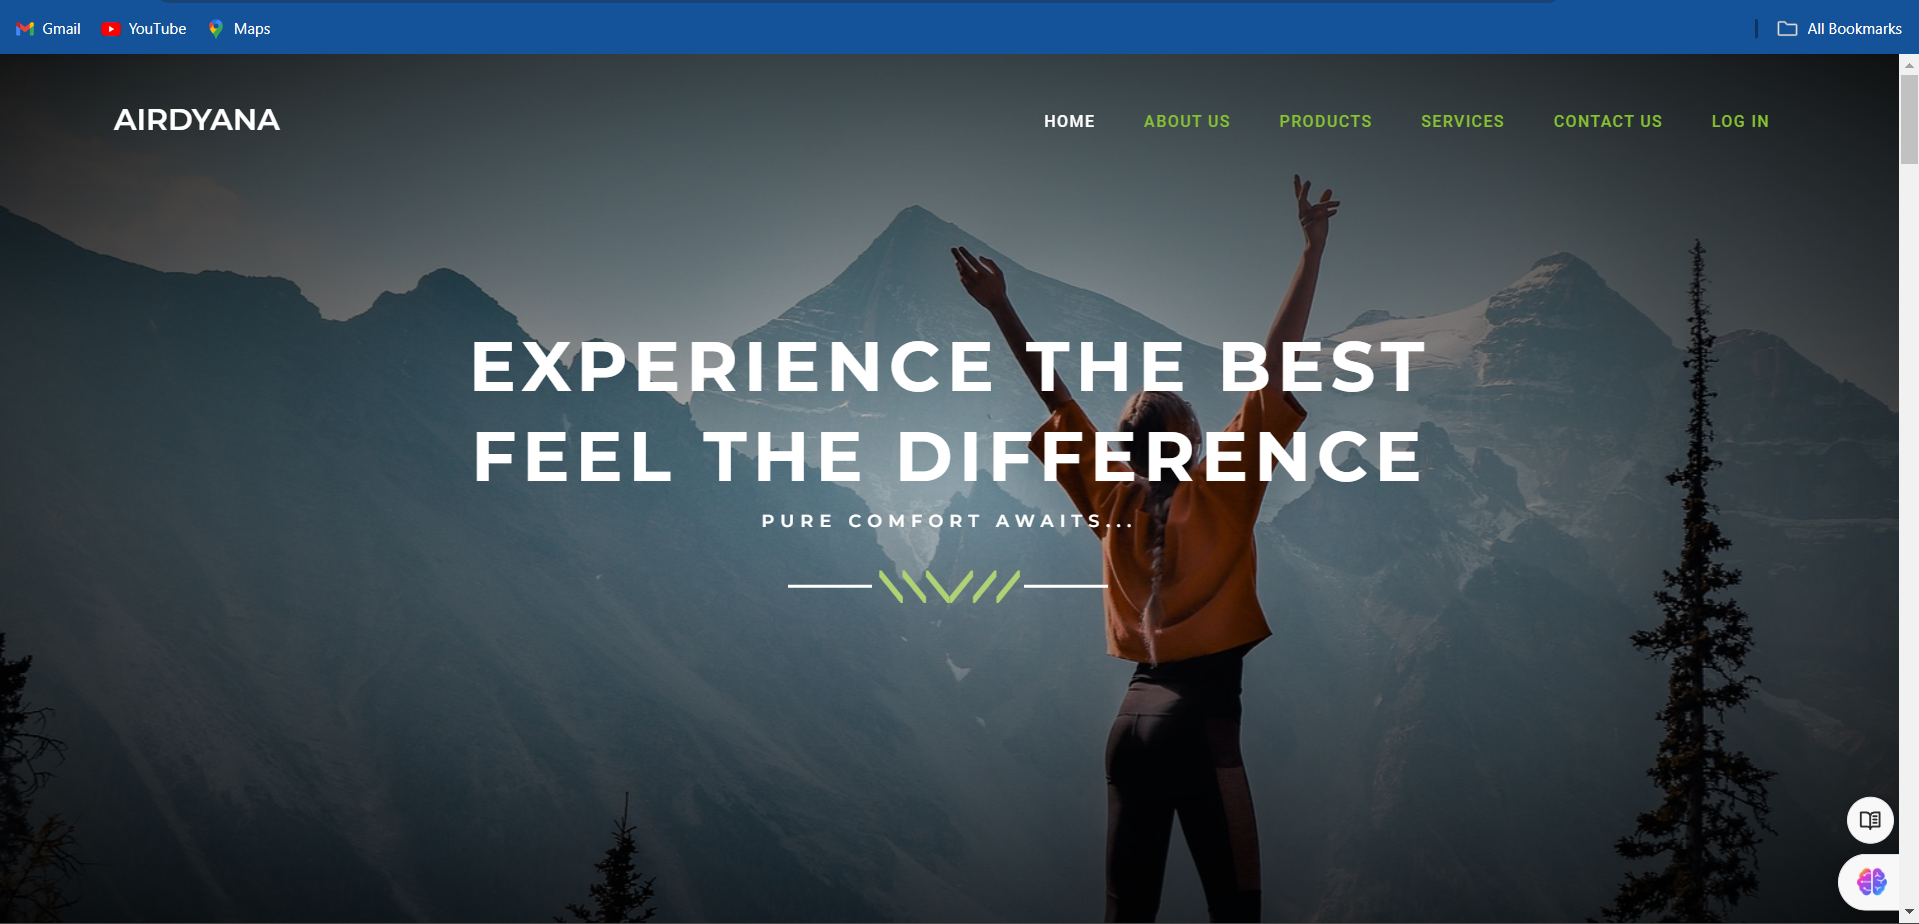 Gmail YouTube Maps All Bookmarks
AIRDYANA HOME ABOUT US PRODUCTS SERVICES CONTACT US LOG IN
EXPERIENCE THE BEST
FEEL THE DIFFERENCE
PURE COMFORT AWAITS...